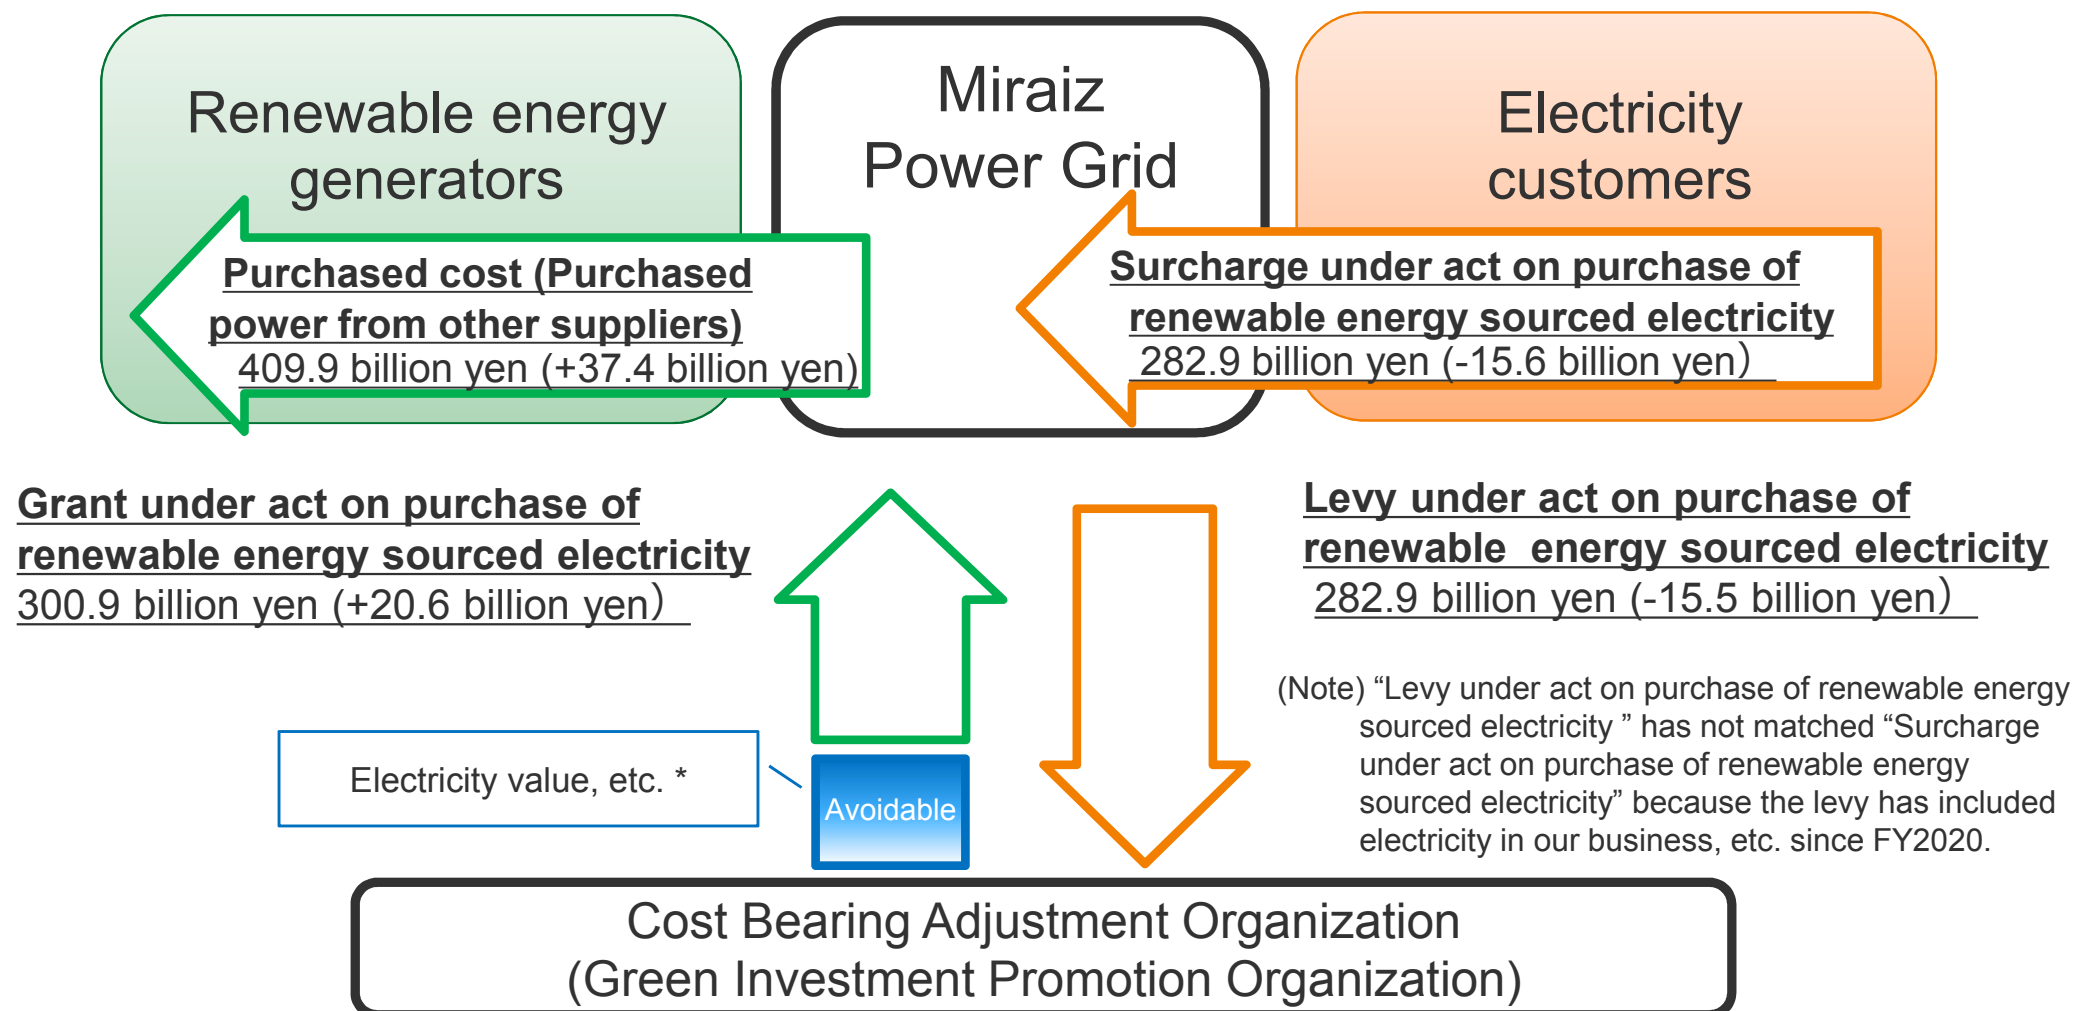 Renewable energy
generators
Miraiz
Power Grid
Electricity
customers
Purchased cost (Purchased
power from other suppliers)
409.9 billion yen (+37.4 billion yen)
Surcharge under act on purchase of
renewable energy sourced electricity
282.9 billion yen (-15.6 billion yen）
Grant under act on purchase of
renewable energy sourced electricity
300.9 billion yen (+20.6 billion yen）
Levy under act on purchase of
renewable  energy sourced electricity
282.9 billion yen (-15.5 billion yen）
(Note) “Levy under act on purchase of renewable energy
sourced electricity ” has not matched “Surcharge
under act on purchase of renewable energy
sourced electricity” because the levy has included
electricity in our business, etc. since FY2020.
Electricity value, etc. *
Avoidable
Cost Bearing Adjustment Organization
(Green Investment Promotion Organization)